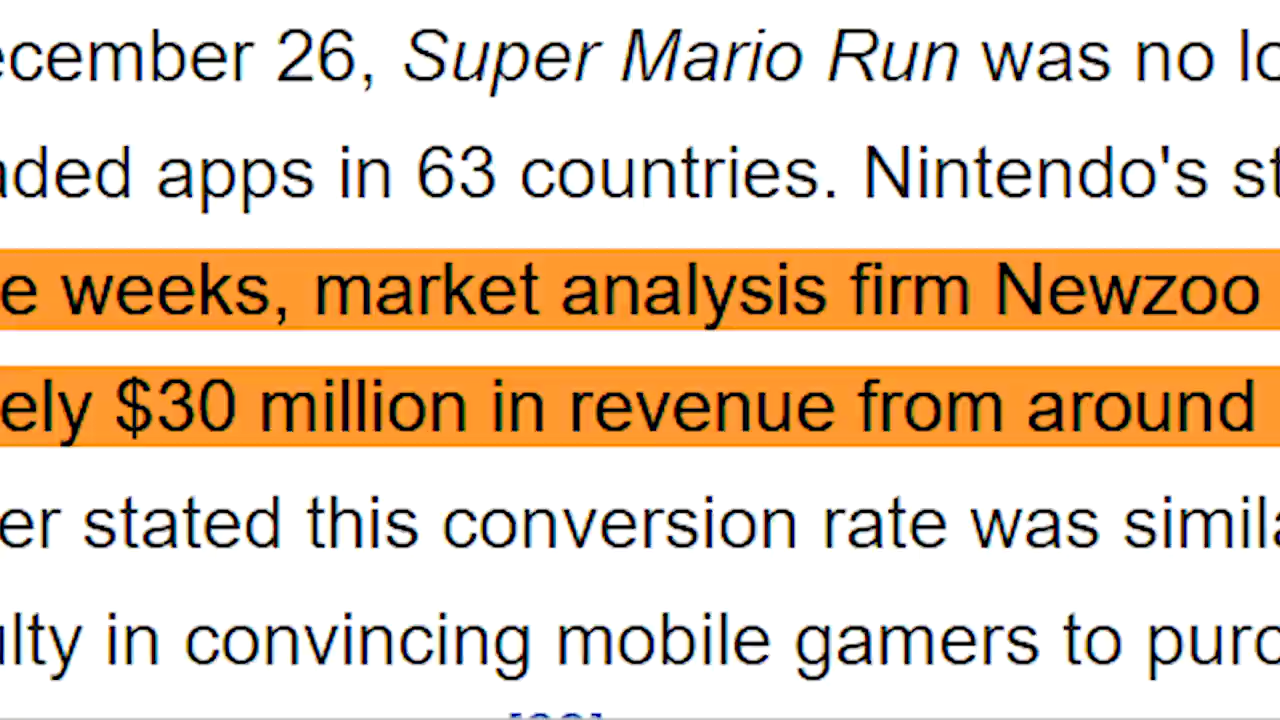 ecember 26, Super Mario Run was no lo
aded apps in 63 countries. Nintendo's st
e weeks, market analysis firm Newzoo
ely $30 million in revenue from around
er stated this conversion rate was simila
ulty in convincing mobile gamers to purc